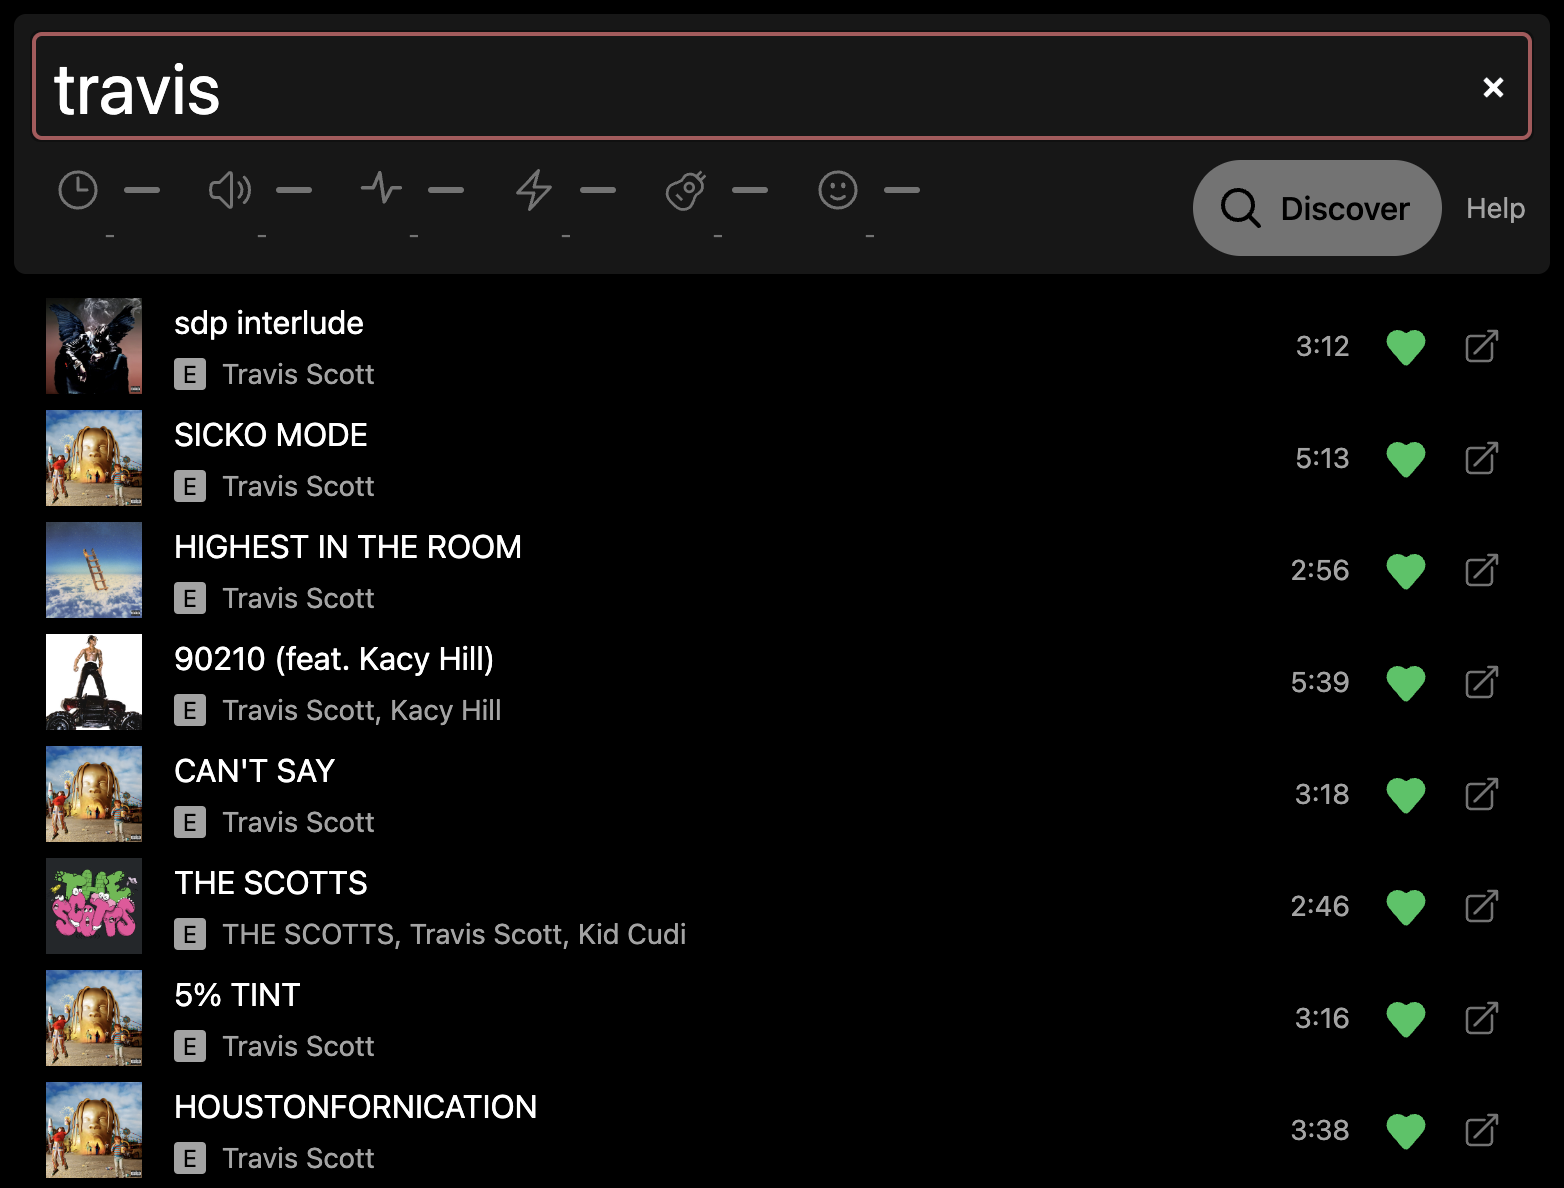 travis
Discover
Help
sdp interlude
E Travis Scott
3:12
SICKO MODE
E Travis Scott
5:13
HIGHEST IN THE ROOM
E Travis Scott
2:56
90210 (feat. Kacy Hill)
E Travis Scott, Kacy Hill
5:39
CAN'T SAY
E Travis Scott
3:18
THE SCOTTS
E THE SCOTTS, Travis Scott, Kid Cudi
2:46
THE
SCOTTS
5% TINT
E Travis Scott
3:16
HOUSTONFORNICATION
E Travis Scott
3:38